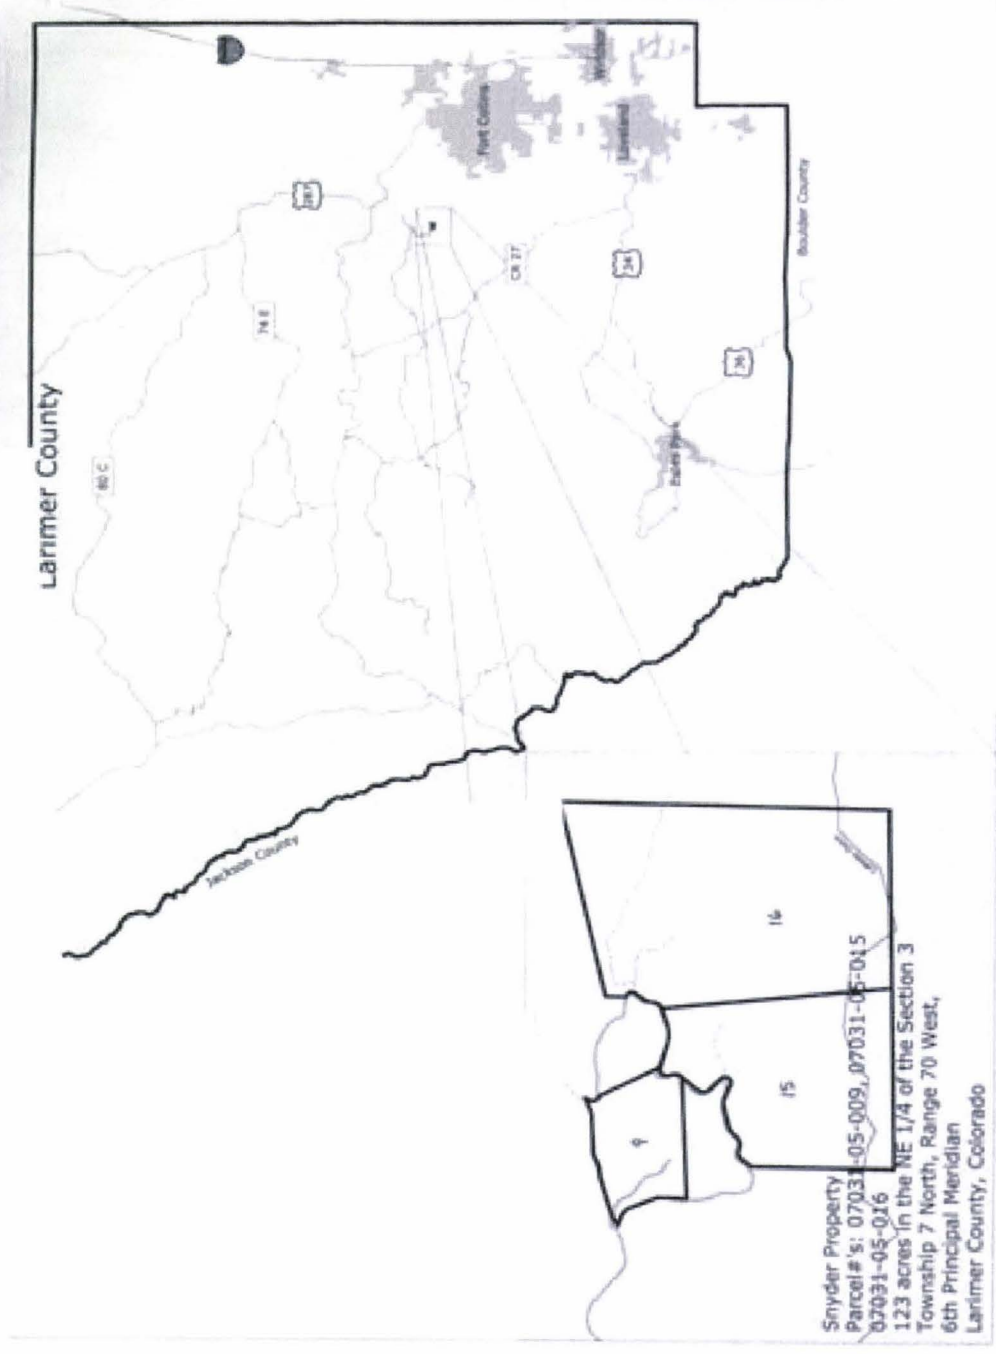 Larimer County
80 C
74 E
287
Fort Collins
Windsor
Loveland
CR 27
34
36
Estes Park
Boulder County
Jackson County
9
15
16
Snyder Property
Parcel#'s: 07031-05-009, 07031-05-015
07031-05-016
123 acres in the NE 1/4 of the Section 3
Township 7 North, Range 70 West,
6th Principal Meridian
Larimer County, Colorado